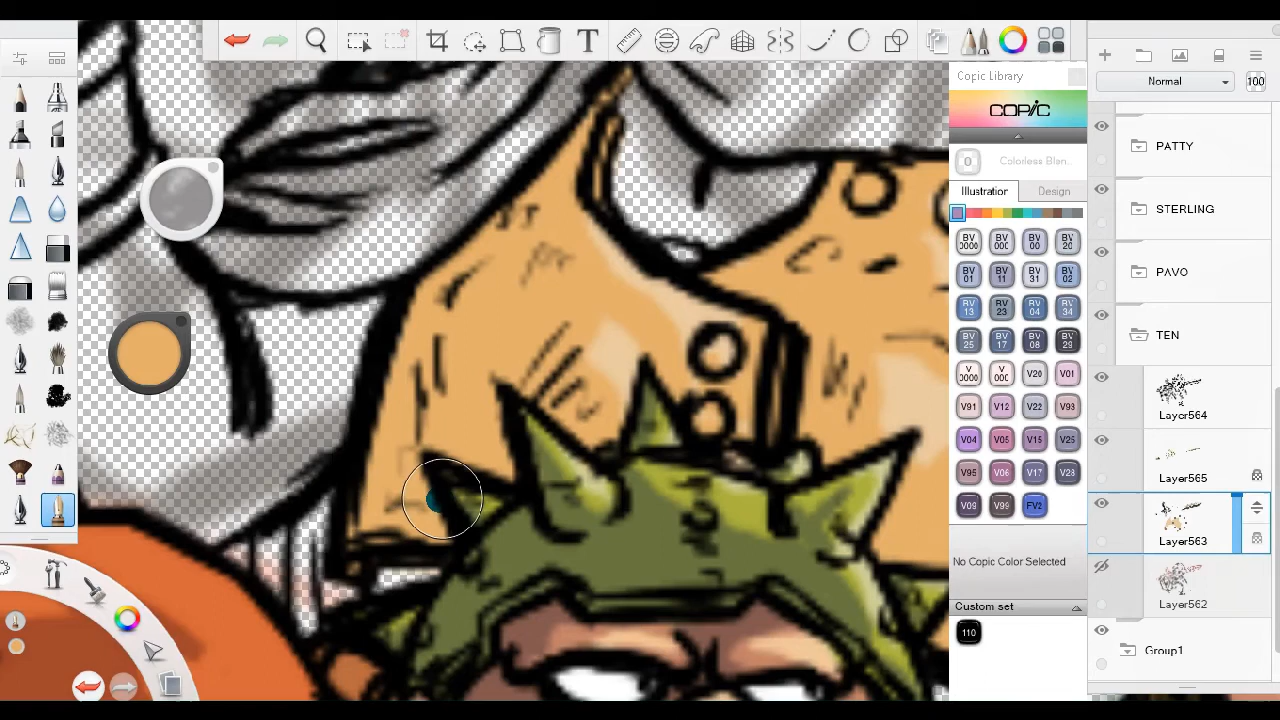 T
Copic Library
COPIC
0 Colorless Blan...
Illustration Design
BV 0000 BV 000 BV 00 BV 20
BV 01 BV 11 BV 31 BV 02
BV 13 BV 23 BV 04 BV 34
BV 25 BV 17 BV 08 BV 29
V 0000 V 000 V20 V01
V91 V12 V22 V93
V04 V05 V15 V25
V95 V06 V17 V28
V09 V99 FV2
No Copic Color Selected
Custom set
110
Normal 100
PATTY
STERLING
PAVO
TEN
Layer564
Layer565
Layer563
Layer562
Group1